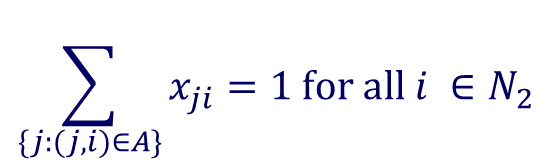 ∑ x_{ji} = 1 for all i ∈ N_2
{j:(j,i)∈A}